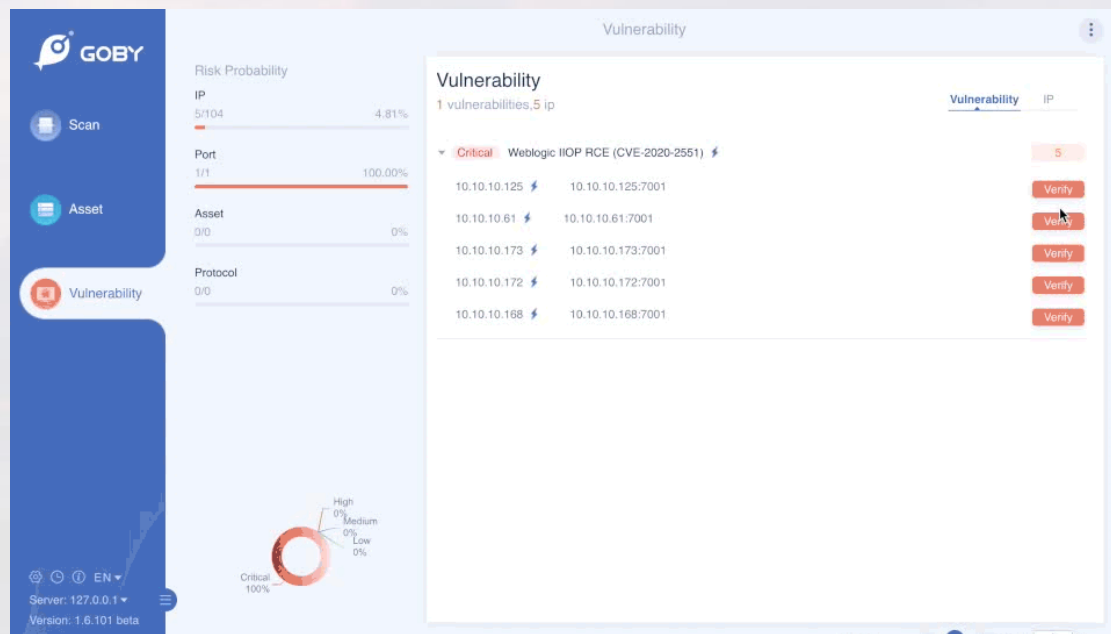 GOBY
Scan
Asset
Vulnerability
EN
Server: 127.0.0.1
Version: 1.6.101 beta
Vulnerability
Risk Probability
IP
5/104 4.81%
Port
1/1 100.00%
Asset
0/0 0%
Protocol
0/0 0%
High
0%
Medium
0%
Low
0%
Critical
100%
Vulnerability
1 vulnerabilities,5 ip
Vulnerability IP
Critical Weblogic IIOP RCE (CVE-2020-2551) 5
10.10.10.125 10.10.10.125:7001 Verify
10.10.10.61 10.10.10.61:7001 Verify
10.10.10.173 10.10.10.173:7001 Verify
10.10.10.172 10.10.10.172:7001 Verify
10.10.10.168 10.10.10.168:7001 Verify